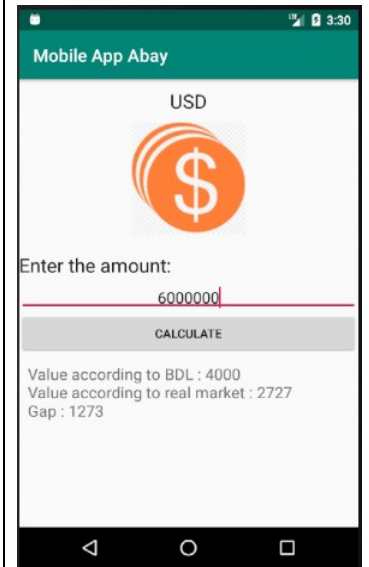 LTE 3:30
Mobile App Abay
USD
$
Enter the amount:
6000000
CALCULATE
Value according to BDL : 4000
Value according to real market : 2727
Gap : 1273